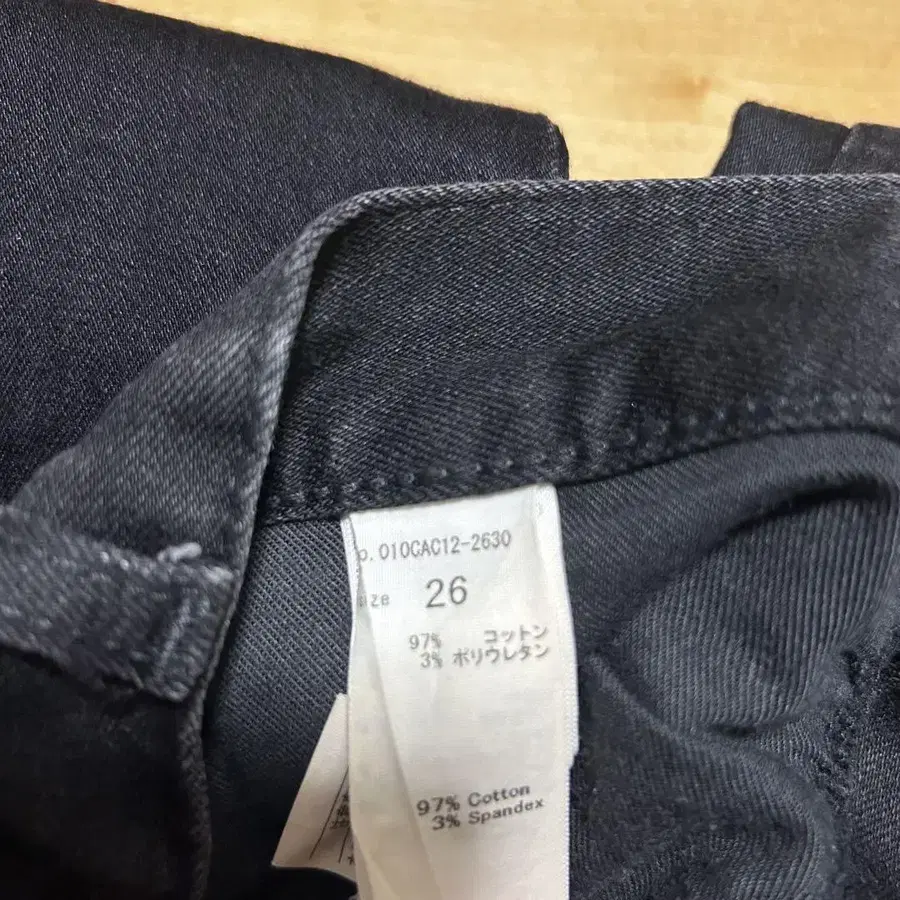 o. 010CAC12-2630
ize 26
97% コットン
3% ポリウレタン
97% Cotton
3% Spandex